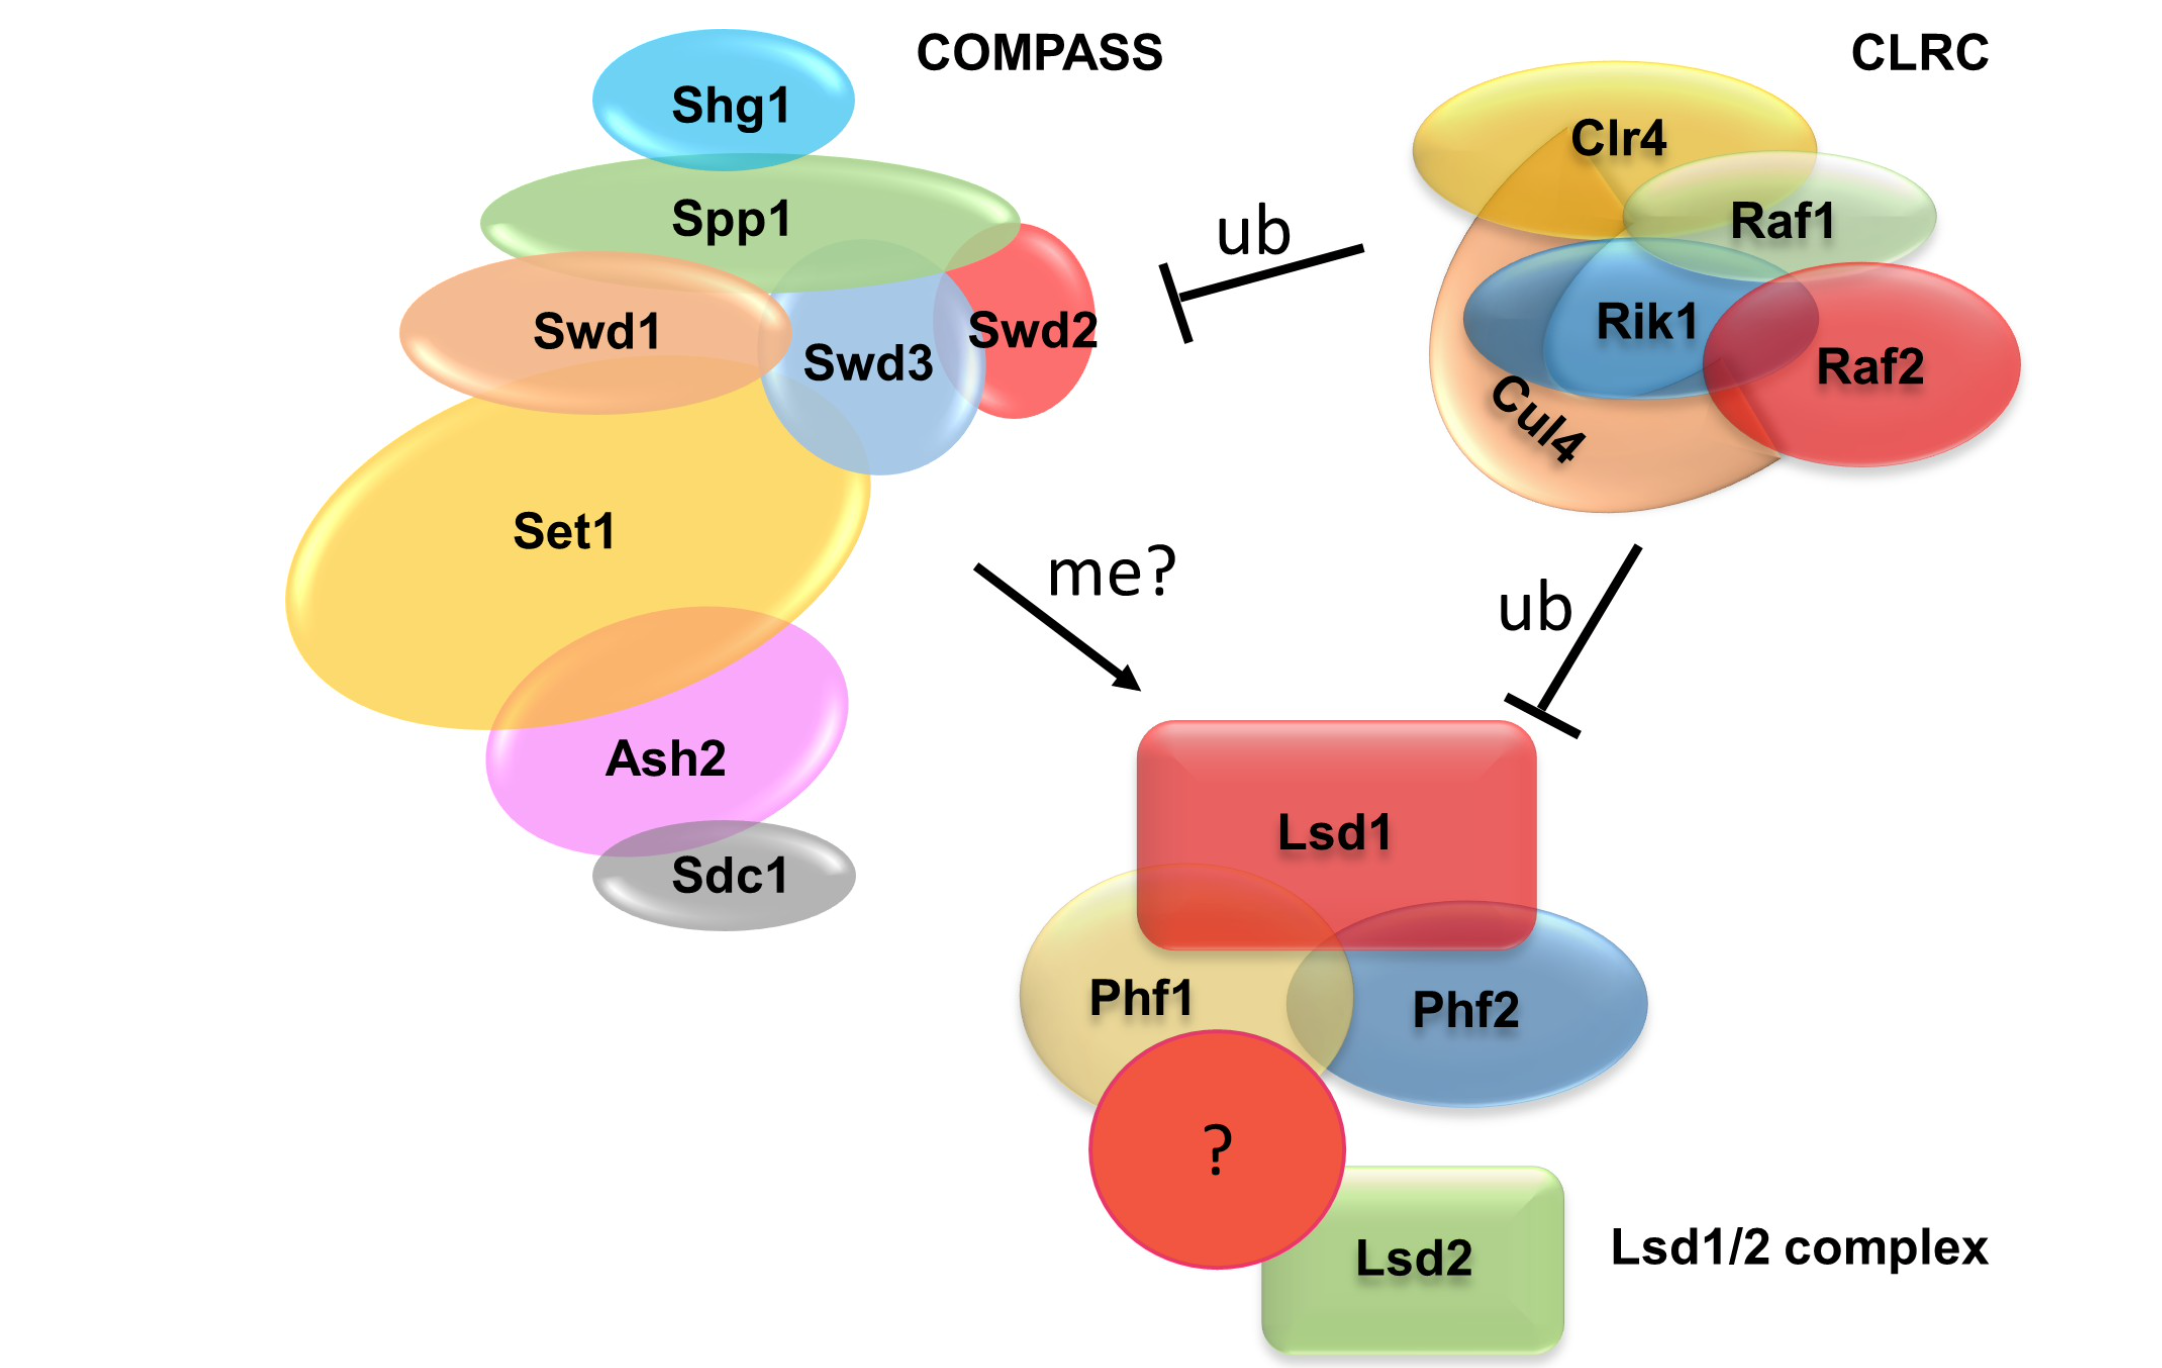 COMPASS
CLRC
Shg1
Clr4
Spp1
Raf1
ub
Swd1
Swd3
Swd2
Rik1
Raf2
Cul4
Set1
me?
ub
Ash2
Lsd1
Sdc1
Phf1
Phf2
?
Lsd2
Lsd1/2 complex